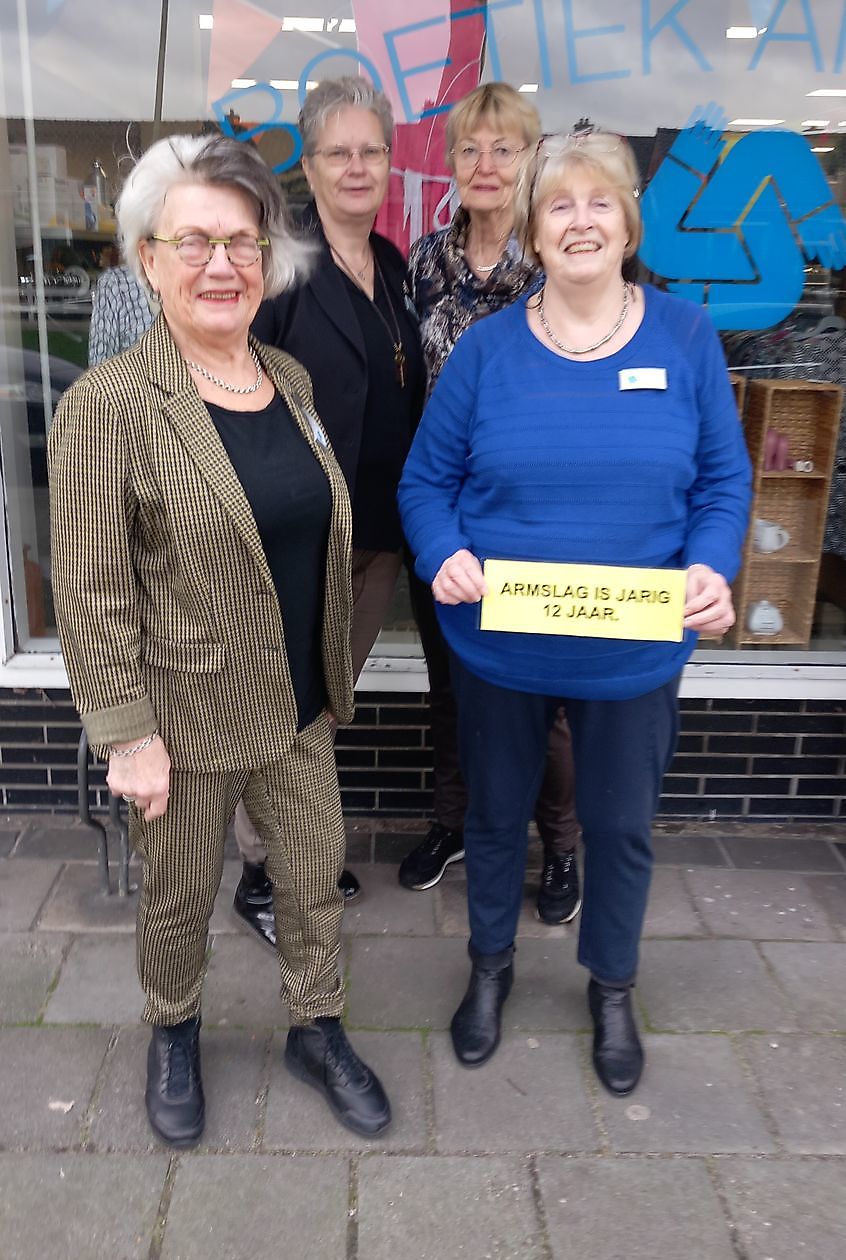 BOETIEK A
ARMSLAG IS JARIG
12 JAAR.